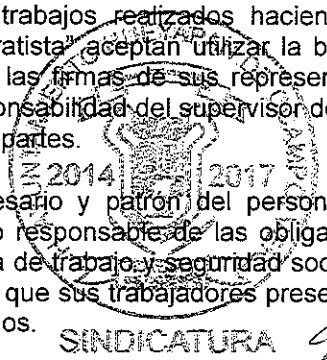 trabajos realizados hacien
ratista" aceptan utilizar la b
las firmas de sus represen
onsabilidad del supervisor de
partes.
2014 2017
esario y patrón del person
o responsable de las obliga
a de trabajo y seguridad soc
que sus trabajadores prese
os.
SINDICATURA